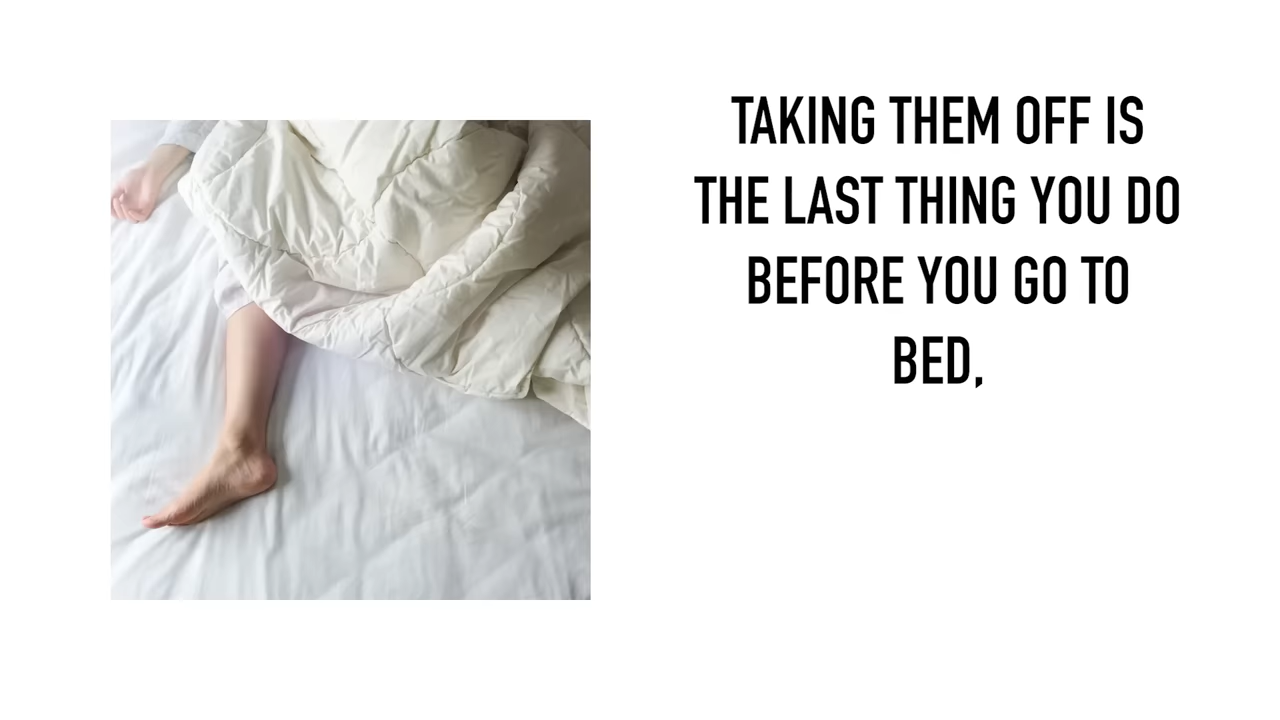 TAKING THEM OFF IS
THE LAST THING YOU DO
BEFORE YOU GO TO
BED,